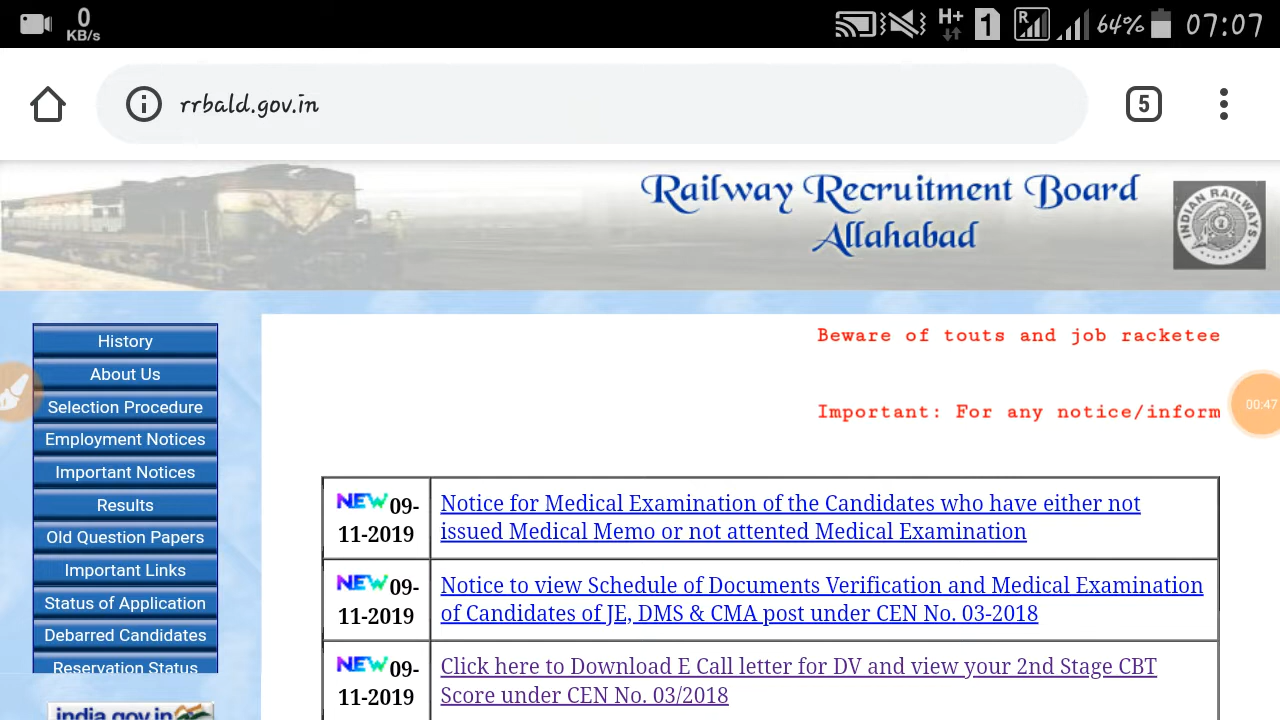 0
KB/s
H+
1
R
64%
07:07
rrbald.gov.in
5
Railway Recruitment Board
Allahabad
INDIAN RAILWAYS
History
About Us
Selection Procedure
Employment Notices
Important Notices
Results
Old Question Papers
Important Links
Status of Application
Debarred Candidates
Reservation Status
india.gov.in
Beware of touts and job racketee
00:47
Important: For any notice/inform
NEW 09-
11-2019
Notice for Medical Examination of the Candidates who have either not
issued Medical Memo or not attented Medical Examination
NEW 09-
11-2019
Notice to view Schedule of Documents Verification and Medical Examination
of Candidates of JE, DMS & CMA post under CEN No. 03-2018
NEW 09-
11-2019
Click here to Download E Call letter for DV and view your 2nd Stage CBT
Score under CEN No. 03/2018